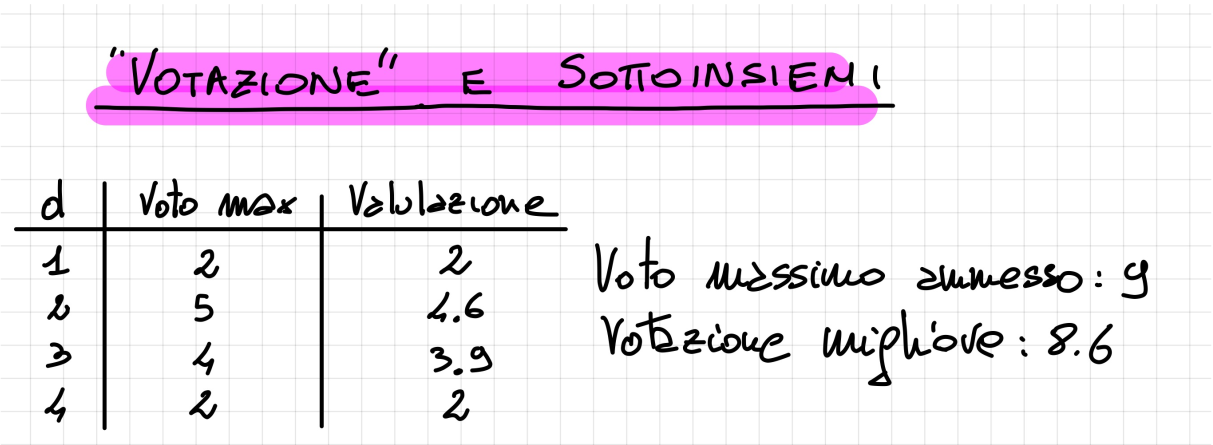 "VOTAZIONE" E SOTTOINSIEMI
d Voto max Valulazione
1 2 2
2 5 4.6
3 4 3.9
4 2 2
Voto massimo ammesso: 9
Votazione migliore: 8.6